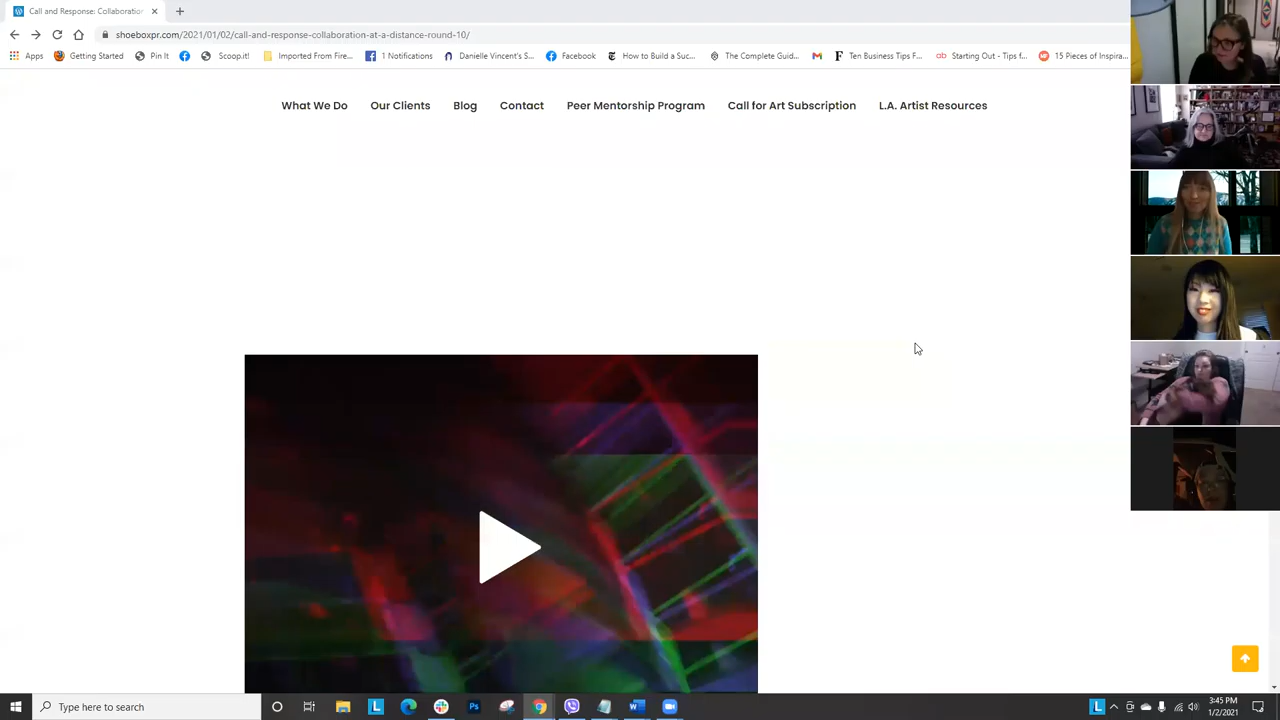 Call and Response: Collaboration
shoeboxpr.com/2021/01/02/call-and-response-collaboration-at-a-distance-round-10/
Apps Getting Started Pin It Scoop.it! Imported From Fire... 1 Notifications Danielle Vincent's S... Facebook How to Build a Suc... The Complete Guid... Ten Business Tips F... ab Starting Out - Tips f... 15 Pieces of Inspira...
What We Do Our Clients Blog Contact Peer Mentorship Program Call for Art Subscription L.A. Artist Resources
Type here to search
3:45 PM
1/2/2021